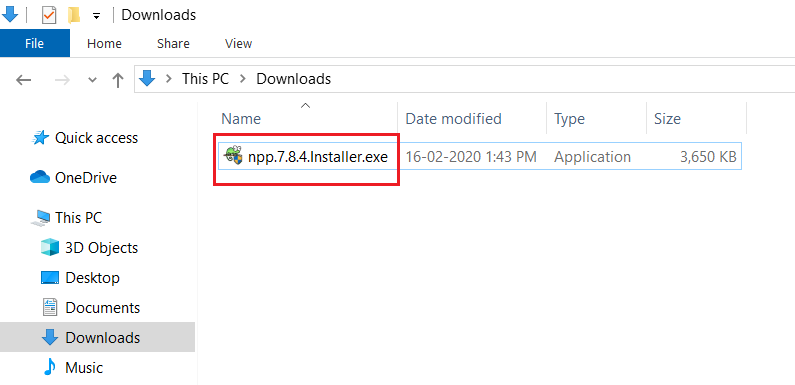 Downloads
File Home Share View
This PC Downloads
Name Date modified Type Size
Quick access
npp.7.8.4.Installer.exe 16-02-2020 1:43 PM Application 3,650 KB
OneDrive
This PC
3D Objects
Desktop
Documents
Downloads
Music